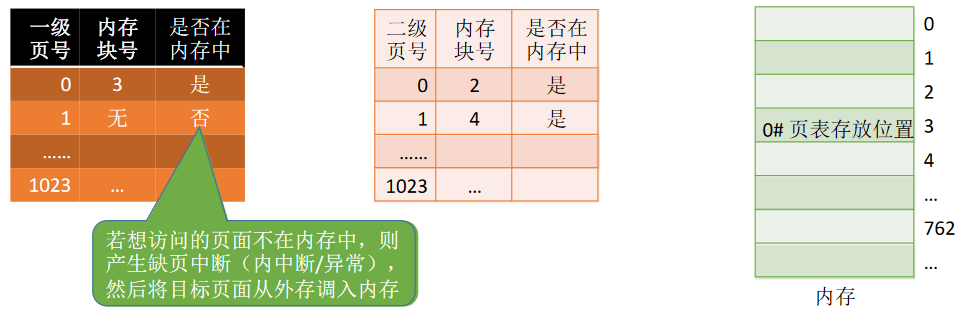 一级页号 内存块号 是否在内存中
0 3 是
1 无 否
……
1023 …
若想访问的页面不在内存中，则
产生缺页中断（内中断/异常），
然后将目标页面从外存调入内存
二级页号 内存块号 是否在内存中
0 2 是
1 4 是
……
1023 …
0
1
2
0# 页表存放位置 3
4
…
762
…
内存